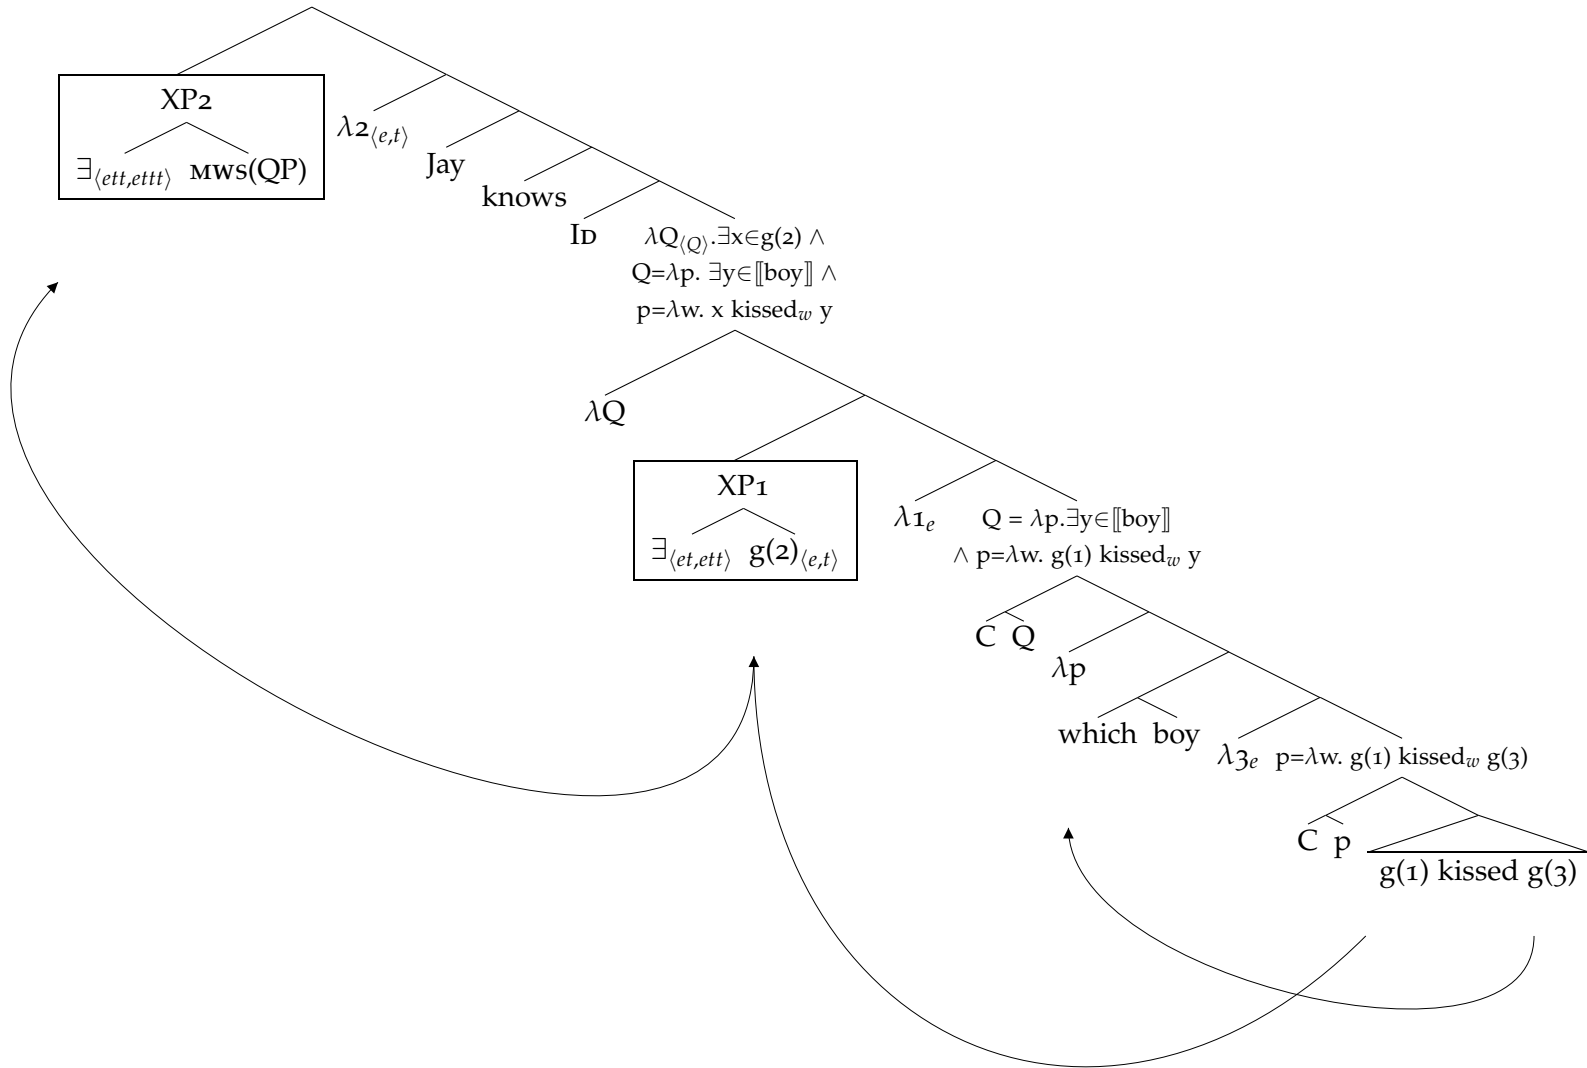 XP2
∃⟨ett,ettt⟩ MWS(QP)
λ2⟨e,t⟩
Jay
knows
ID
λQ⟨Q⟩.∃x∈g(2) ∧
Q=λp. ∃y∈⟦boy⟧ ∧
p=λw. x kissed_w y
λQ
XP1
∃⟨et,ett⟩ g(2)⟨e,t⟩
λ1_e
Q = λp.∃y∈⟦boy⟧
∧ p=λw. g(1) kissed_w y
C Q
λp
which boy
λ3_e
p=λw. g(1) kissed_w g(3)
C p
g(1) kissed g(3)